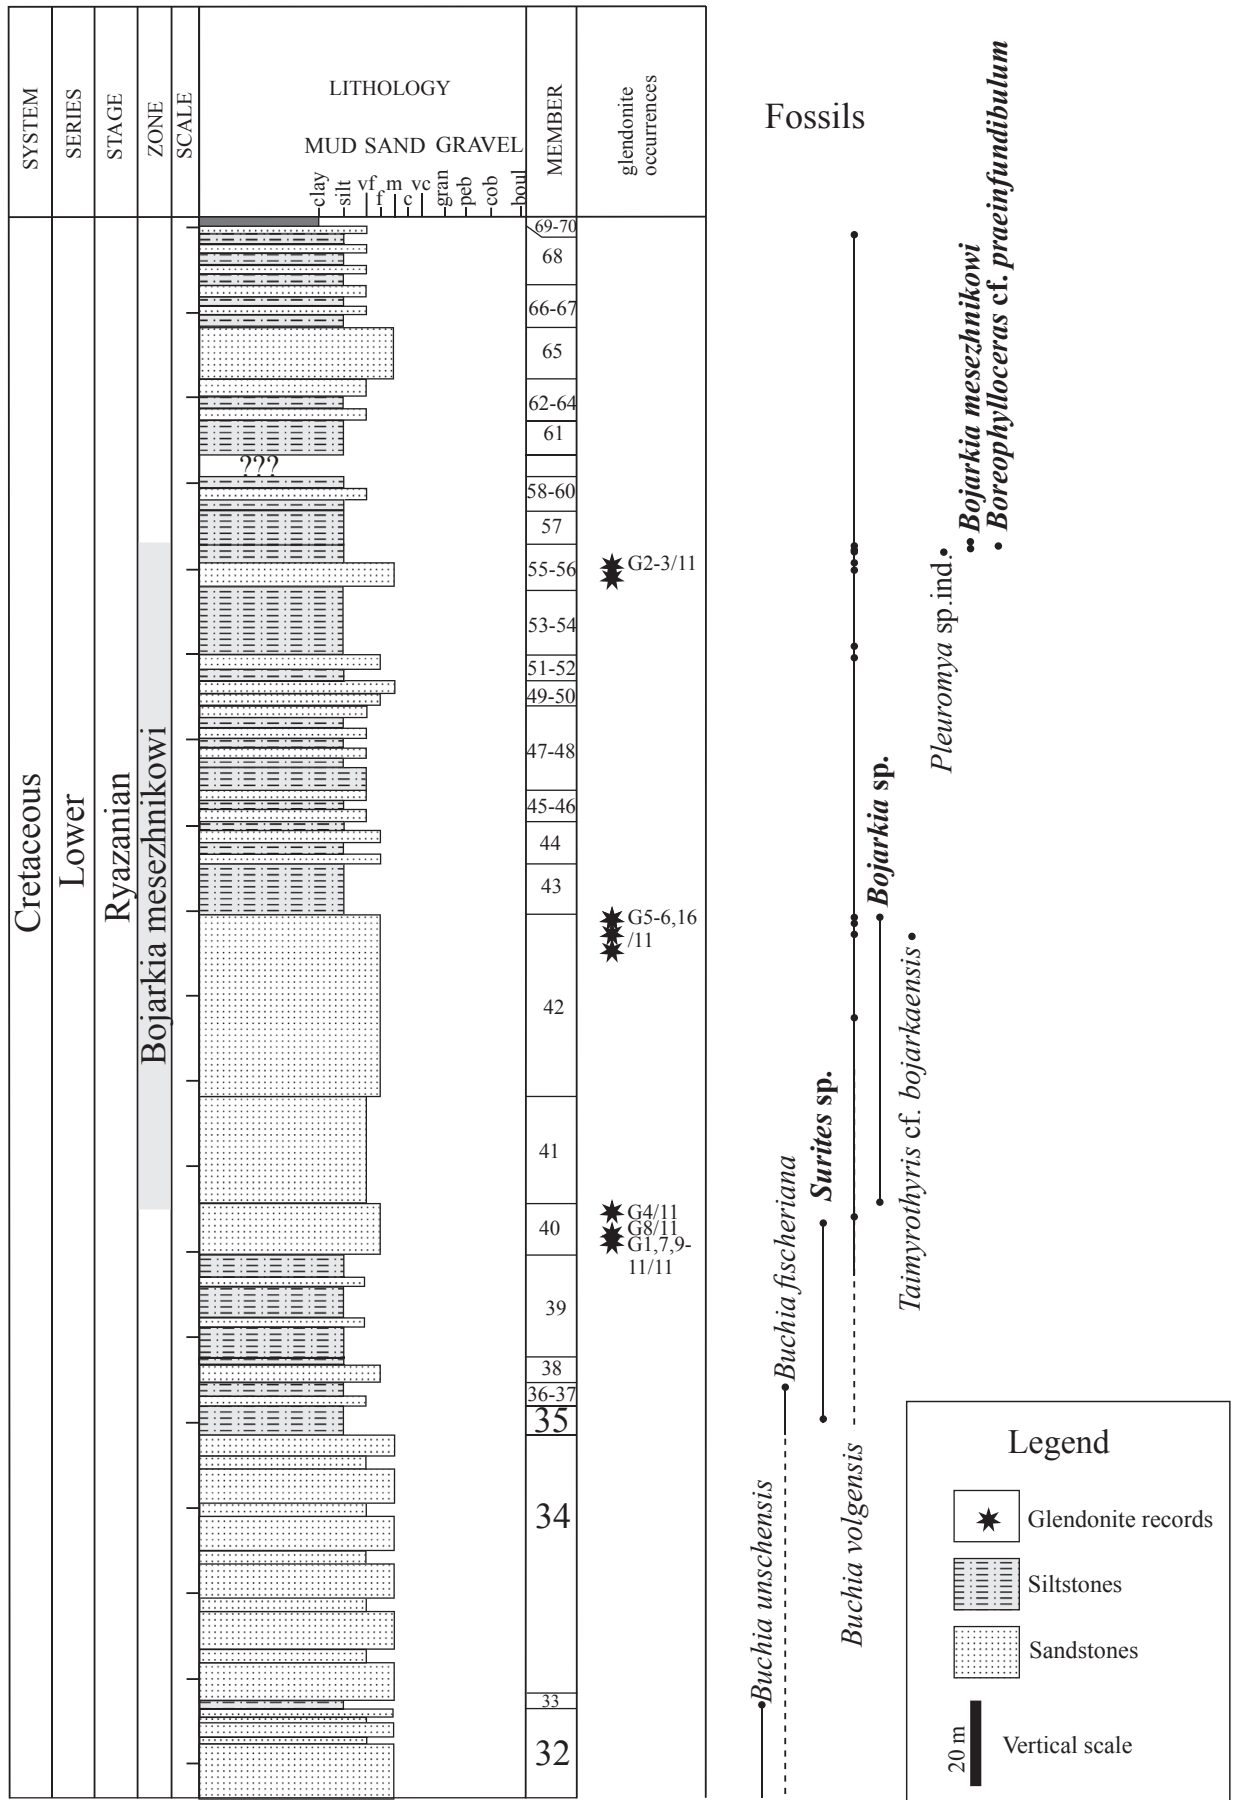 SYSTEM
SERIES
STAGE
ZONE
SCALE
LITHOLOGY
MUD SAND GRAVEL
clay
silt
vf
f
m
c
vc
gran
peb
cob
boul
MEMBER
glendonite
occurrences
Fossils
Cretaceous
Lower
Ryazanian
Bojarkia mesezhnikowi
???
69-70
68
66-67
65
62-64
61
58-60
57
55-56
53-54
51-52
49-50
47-48
45-46
44
43
42
41
40
39
38
36-37
35
34
33
32
G2-3/11
G5-6,16
/11
G4/11
G8/11
G1,7,9-
11/11
Buchia unschensis
Buchia fischeriana
Surites sp.
Buchia volgensis
Bojarkia sp.
Taimyrothyris cf. bojarkaensis
Pleuromya sp.ind.
Bojarkia mesezhnikowi
Boreophylloceras cf. praeinfundibulum
Legend
Glendonite records
Siltstones
Sandstones
20 m
Vertical scale